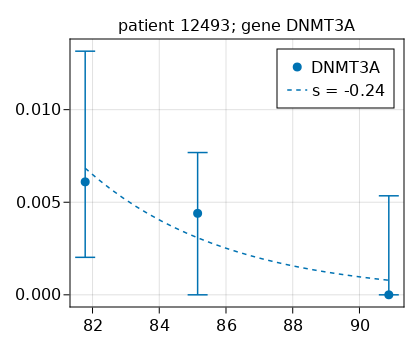 patient 12493; gene DNMT3A
DNMT3A
s = -0.24
0.010
0.005
0.000
82 84 86 88 90